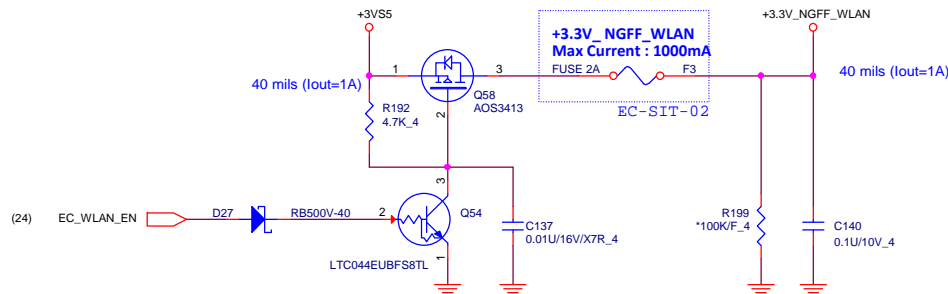 +3VS5
+3.3V_NGFF_WLAN
+3.3V_ NGFF_WLAN
Max Current : 1000mA
40 mils (Iout=1A)
1
3
FUSE 2A
F3
40 mils (Iout=1A)
Q58
AOS3413
EC-SIT-02
R192
4.7K_4
2
3
(24)
EC_WLAN_EN
D27
RB500V-40
2
Q54
C137
0.01U/16V/X7R_4
R199
*100K/F_4
C140
0.1U/10V_4
1
LTC044EUBFS8TL